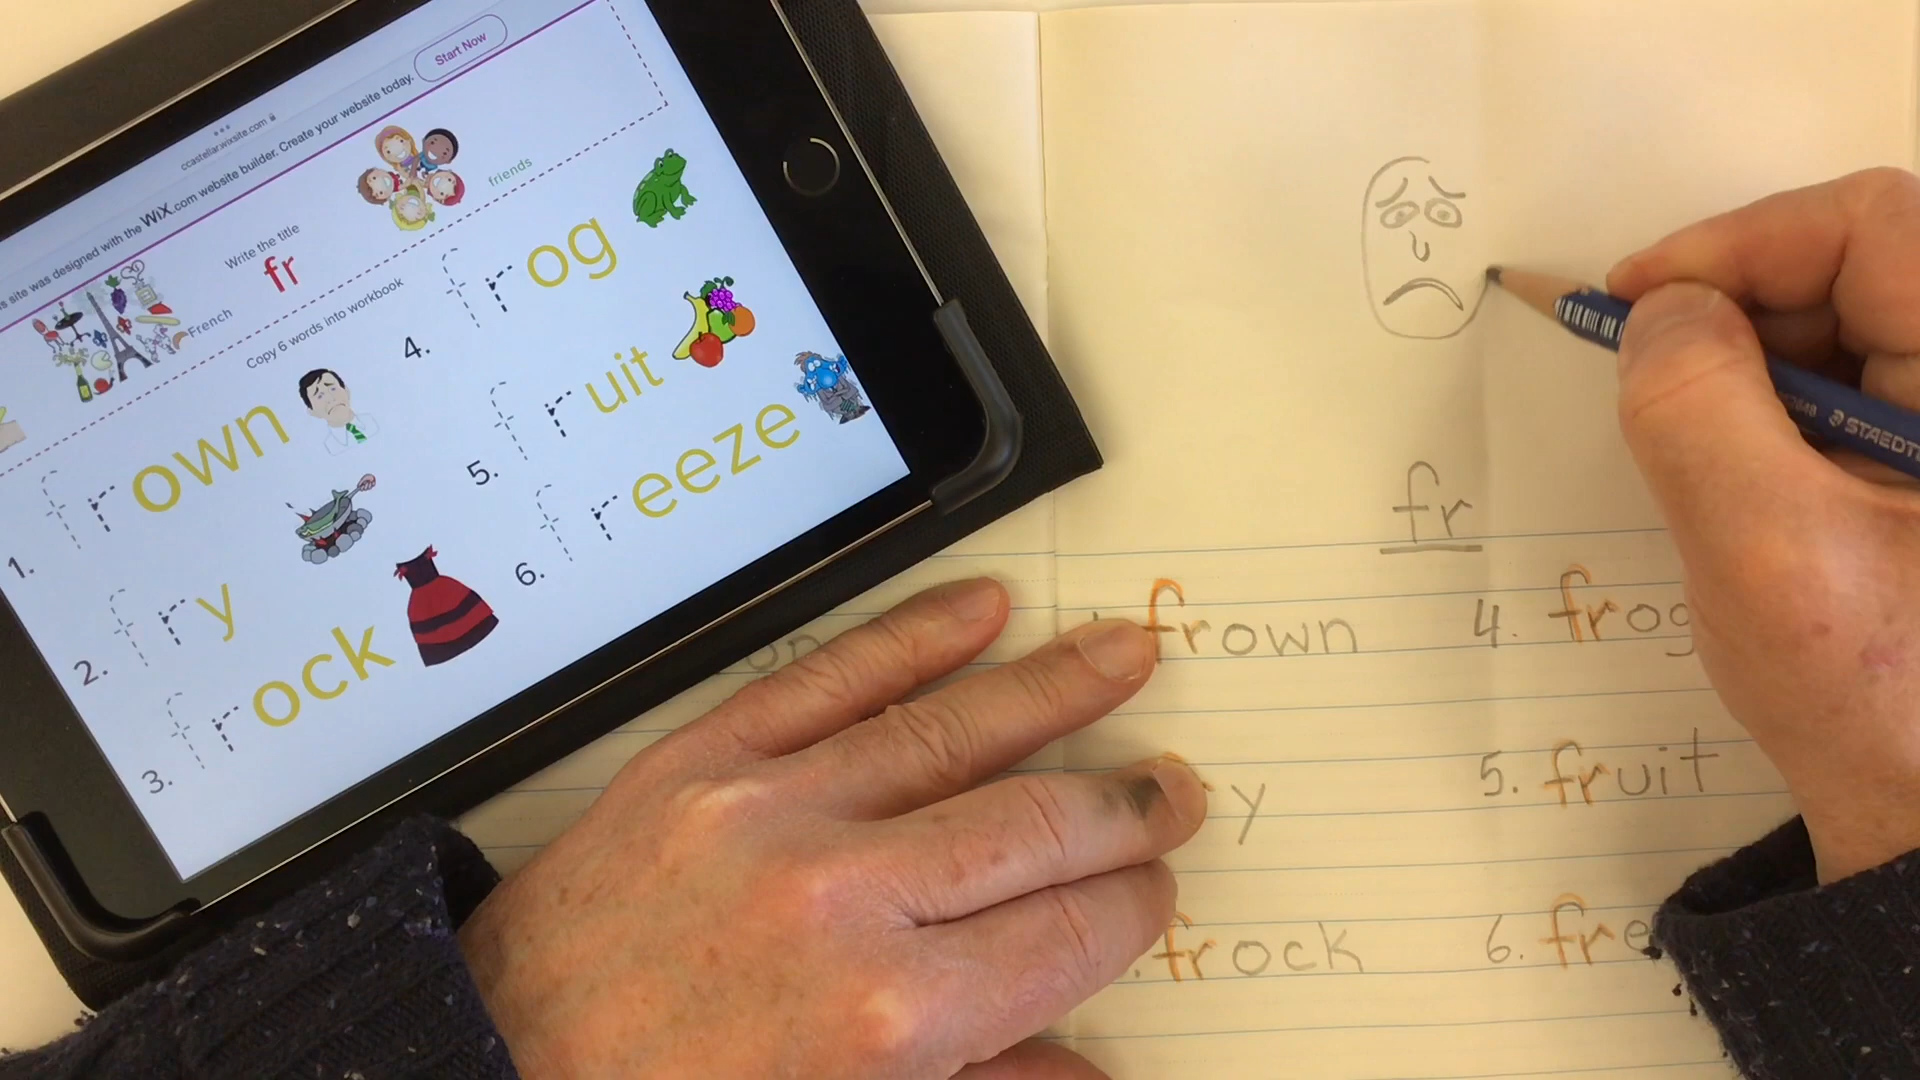 Start Now
ccastellar.wixsite.com
site was designed with the WiX.com website builder. Create your website today.
Write the title
fr
friends
French
Copy 6 words into workbook
1. frown
2. fry
3. frock
4. frog
5. fruit
6. freeze
fr
frown
4. frog
y
5. fruit
frock
6. fre
STAEDT